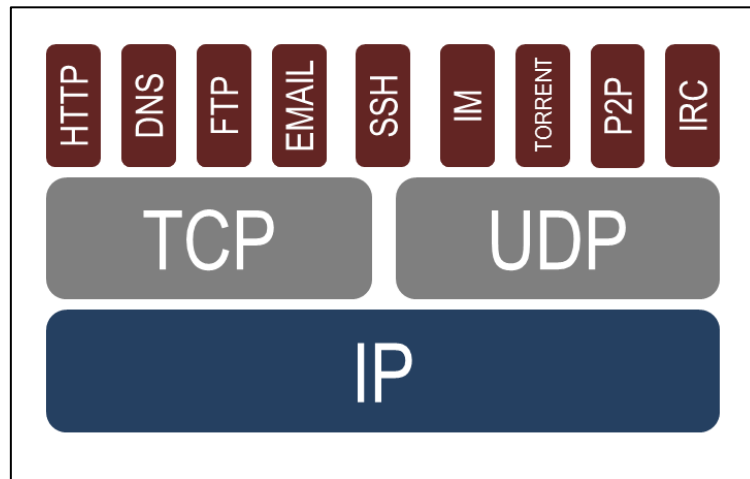 HTTP
DNS
FTP
EMAIL
SSH
IM
TORRENT
P2P
IRC
TCP
UDP
IP